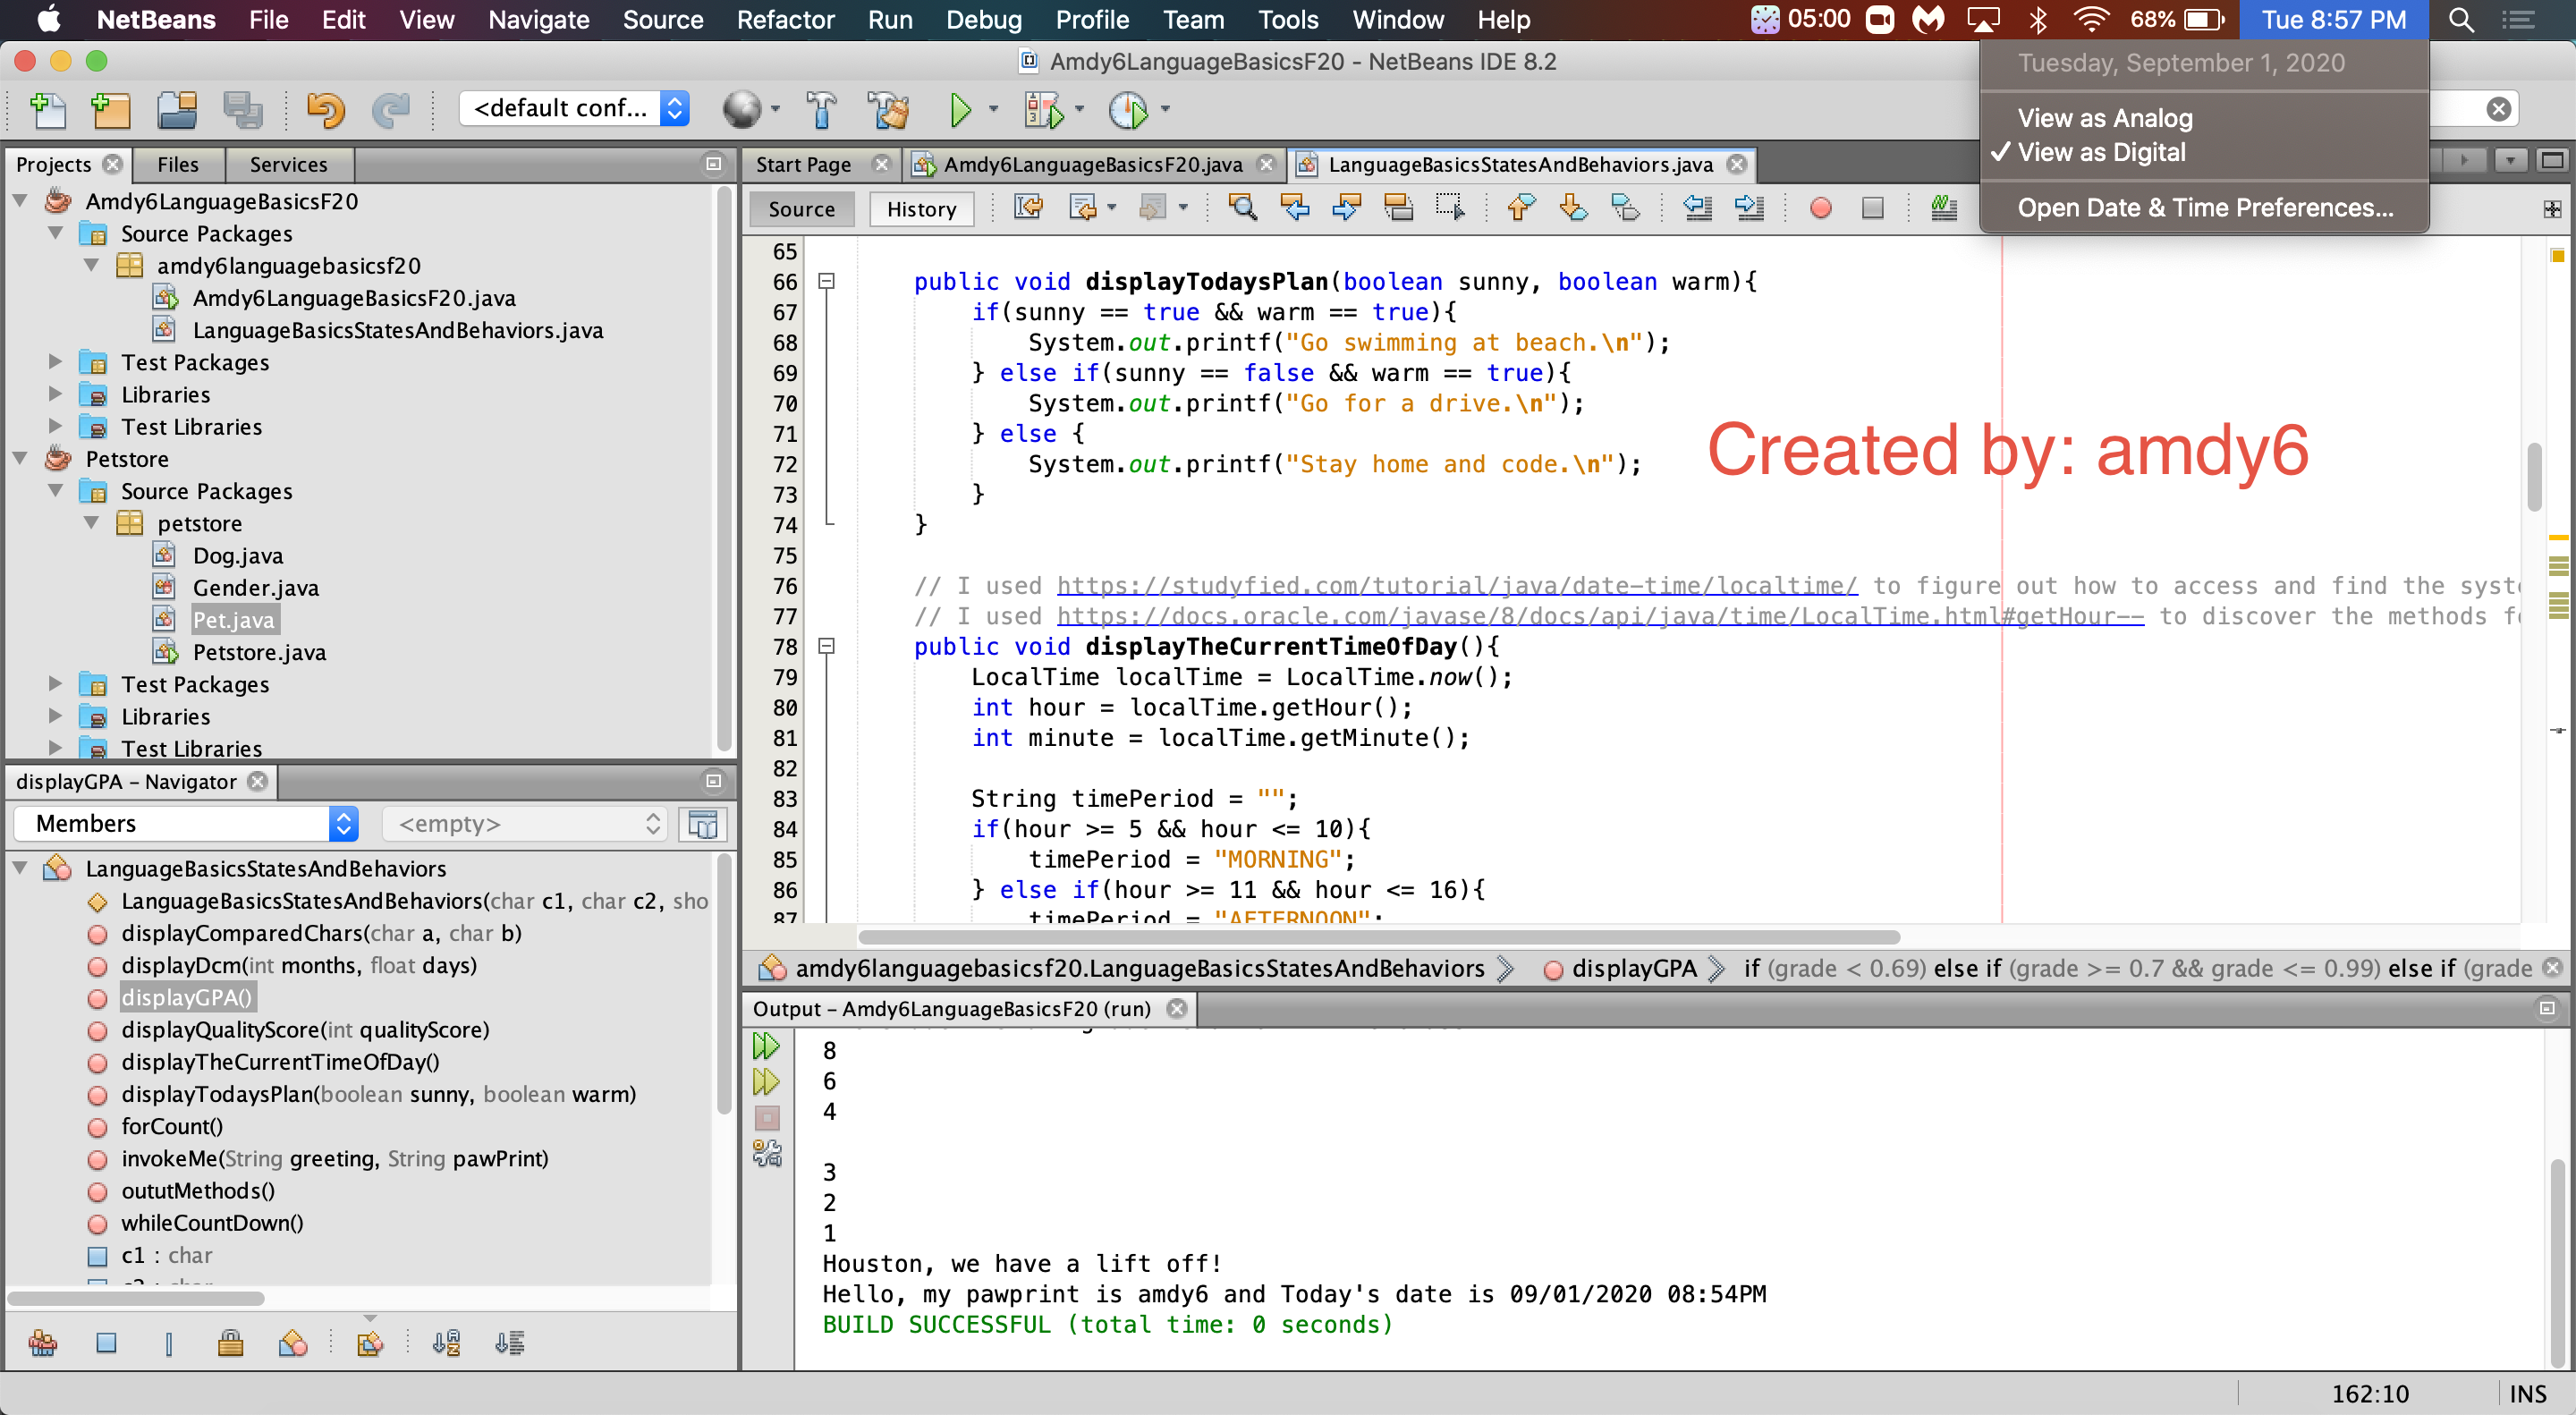 NetBeans File Edit View Navigate Source Refactor Run Debug Profile Team Tools Window Help 05:00 68% Tue 8:57 PM
Amdy6LanguageBasicsF20 - NetBeans IDE 8.2
Tuesday, September 1, 2020
View as Analog
✓ View as Digital
Open Date & Time Preferences...
<default conf...
Projects Files Services
Amdy6LanguageBasicsF20
Source Packages
amdy6languagebasicsf20
Amdy6LanguageBasicsF20.java
LanguageBasicsStatesAndBehaviors.java
Test Packages
Libraries
Test Libraries
Petstore
Source Packages
petstore
Dog.java
Gender.java
Pet.java
Petstore.java
Test Packages
Libraries
Test Libraries
displayGPA - Navigator
Members <empty>
LanguageBasicsStatesAndBehaviors
LanguageBasicsStatesAndBehaviors(char c1, char c2, sho
displayComparedChars(char a, char b)
displayDcm(int months, float days)
displayGPA()
displayQualityScore(int qualityScore)
displayTheCurrentTimeOfDay()
displayTodaysPlan(boolean sunny, boolean warm)
forCount()
invokeMe(String greeting, String pawPrint)
oututMethods()
whileCountDown()
c1 : char
Start Page Amdy6LanguageBasicsF20.java LanguageBasicsStatesAndBehaviors.java
Source History
65
66 public void displayTodaysPlan(boolean sunny, boolean warm){
67 if(sunny == true && warm == true){
68 System.out.printf("Go swimming at beach.\n");
69 } else if(sunny == false && warm == true){
70 System.out.printf("Go for a drive.\n");
71 } else {
72 System.out.printf("Stay home and code.\n");
73 }
74 }
75
76 // I used https://studyfied.com/tutorial/java/date-time/localtime/ to figure out how to access and find the syst
77 // I used https://docs.oracle.com/javase/8/docs/api/java/time/LocalTime.html#getHour-- to discover the methods f
78 public void displayTheCurrentTimeOfDay(){
79 LocalTime localTime = LocalTime.now();
80 int hour = localTime.getHour();
81 int minute = localTime.getMinute();
82
83 String timePeriod = "";
84 if(hour >= 5 && hour <= 10){
85 timePeriod = "MORNING";
86 } else if(hour >= 11 && hour <= 16){
87 timePeriod = "AFTERNOON";
Created by: amdy6
amdy6languagebasicsf20.LanguageBasicsStatesAndBehaviors displayGPA if (grade < 0.69) else if (grade >= 0.7 && grade <= 0.99) else if (grade
Output - Amdy6LanguageBasicsF20 (run)
8
6
4
3
2
1
Houston, we have a lift off!
Hello, my pawprint is amdy6 and Today's date is 09/01/2020 08:54PM
BUILD SUCCESSFUL (total time: 0 seconds)
162:10 INS